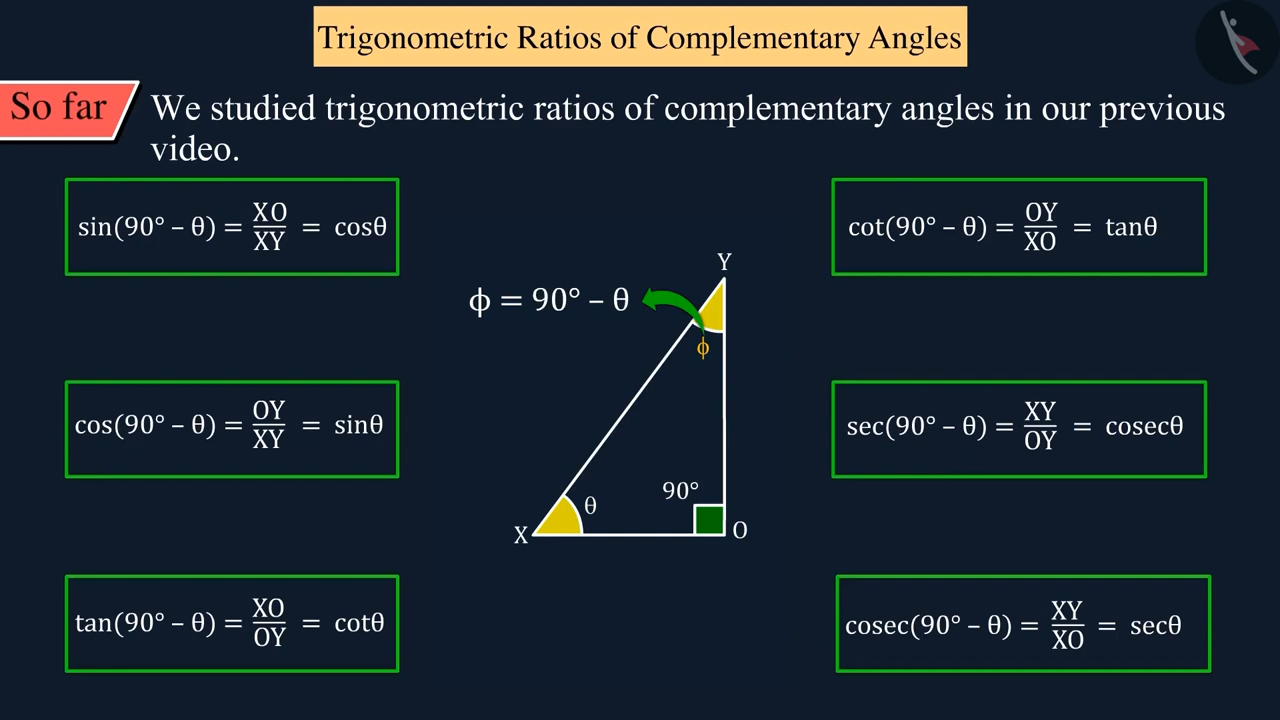 Trigonometric Ratios of Complementary Angles
So far
We studied trigonometric ratios of complementary angles in our previous
video.
sin(90° – θ) = XO/XY = cosθ
cot(90° – θ) = OY/XO = tanθ
Y
ϕ = 90° – θ
ϕ
cos(90° – θ) = OY/XY = sinθ
sec(90° – θ) = XY/OY = cosecθ
90°
θ
X
O
tan(90° – θ) = XO/OY = cotθ
cosec(90° – θ) = XY/XO = secθ